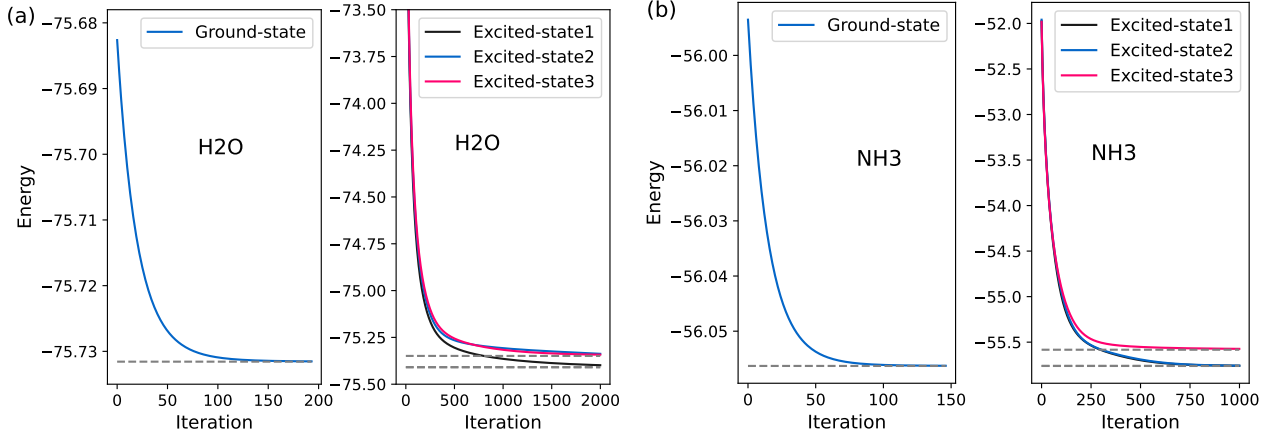 (a)
Energy
−75.68
−75.69
−75.70
−75.71
−75.72
−75.73
Ground-state
H2O
0
50
100
150
200
Iteration
−73.50
−73.75
−74.00
−74.25
−74.50
−74.75
−75.00
−75.25
−75.50
Excited-state1
Excited-state2
Excited-state3
H2O
0
500
1000
1500
2000
Iteration
(b)
Energy
−56.00
−56.01
−56.02
−56.03
−56.04
−56.05
Ground-state
NH3
0
50
100
150
Iteration
−52.0
−52.5
−53.0
−53.5
−54.0
−54.5
−55.0
−55.5
Excited-state1
Excited-state2
Excited-state3
NH3
0
250
500
750
1000
Iteration